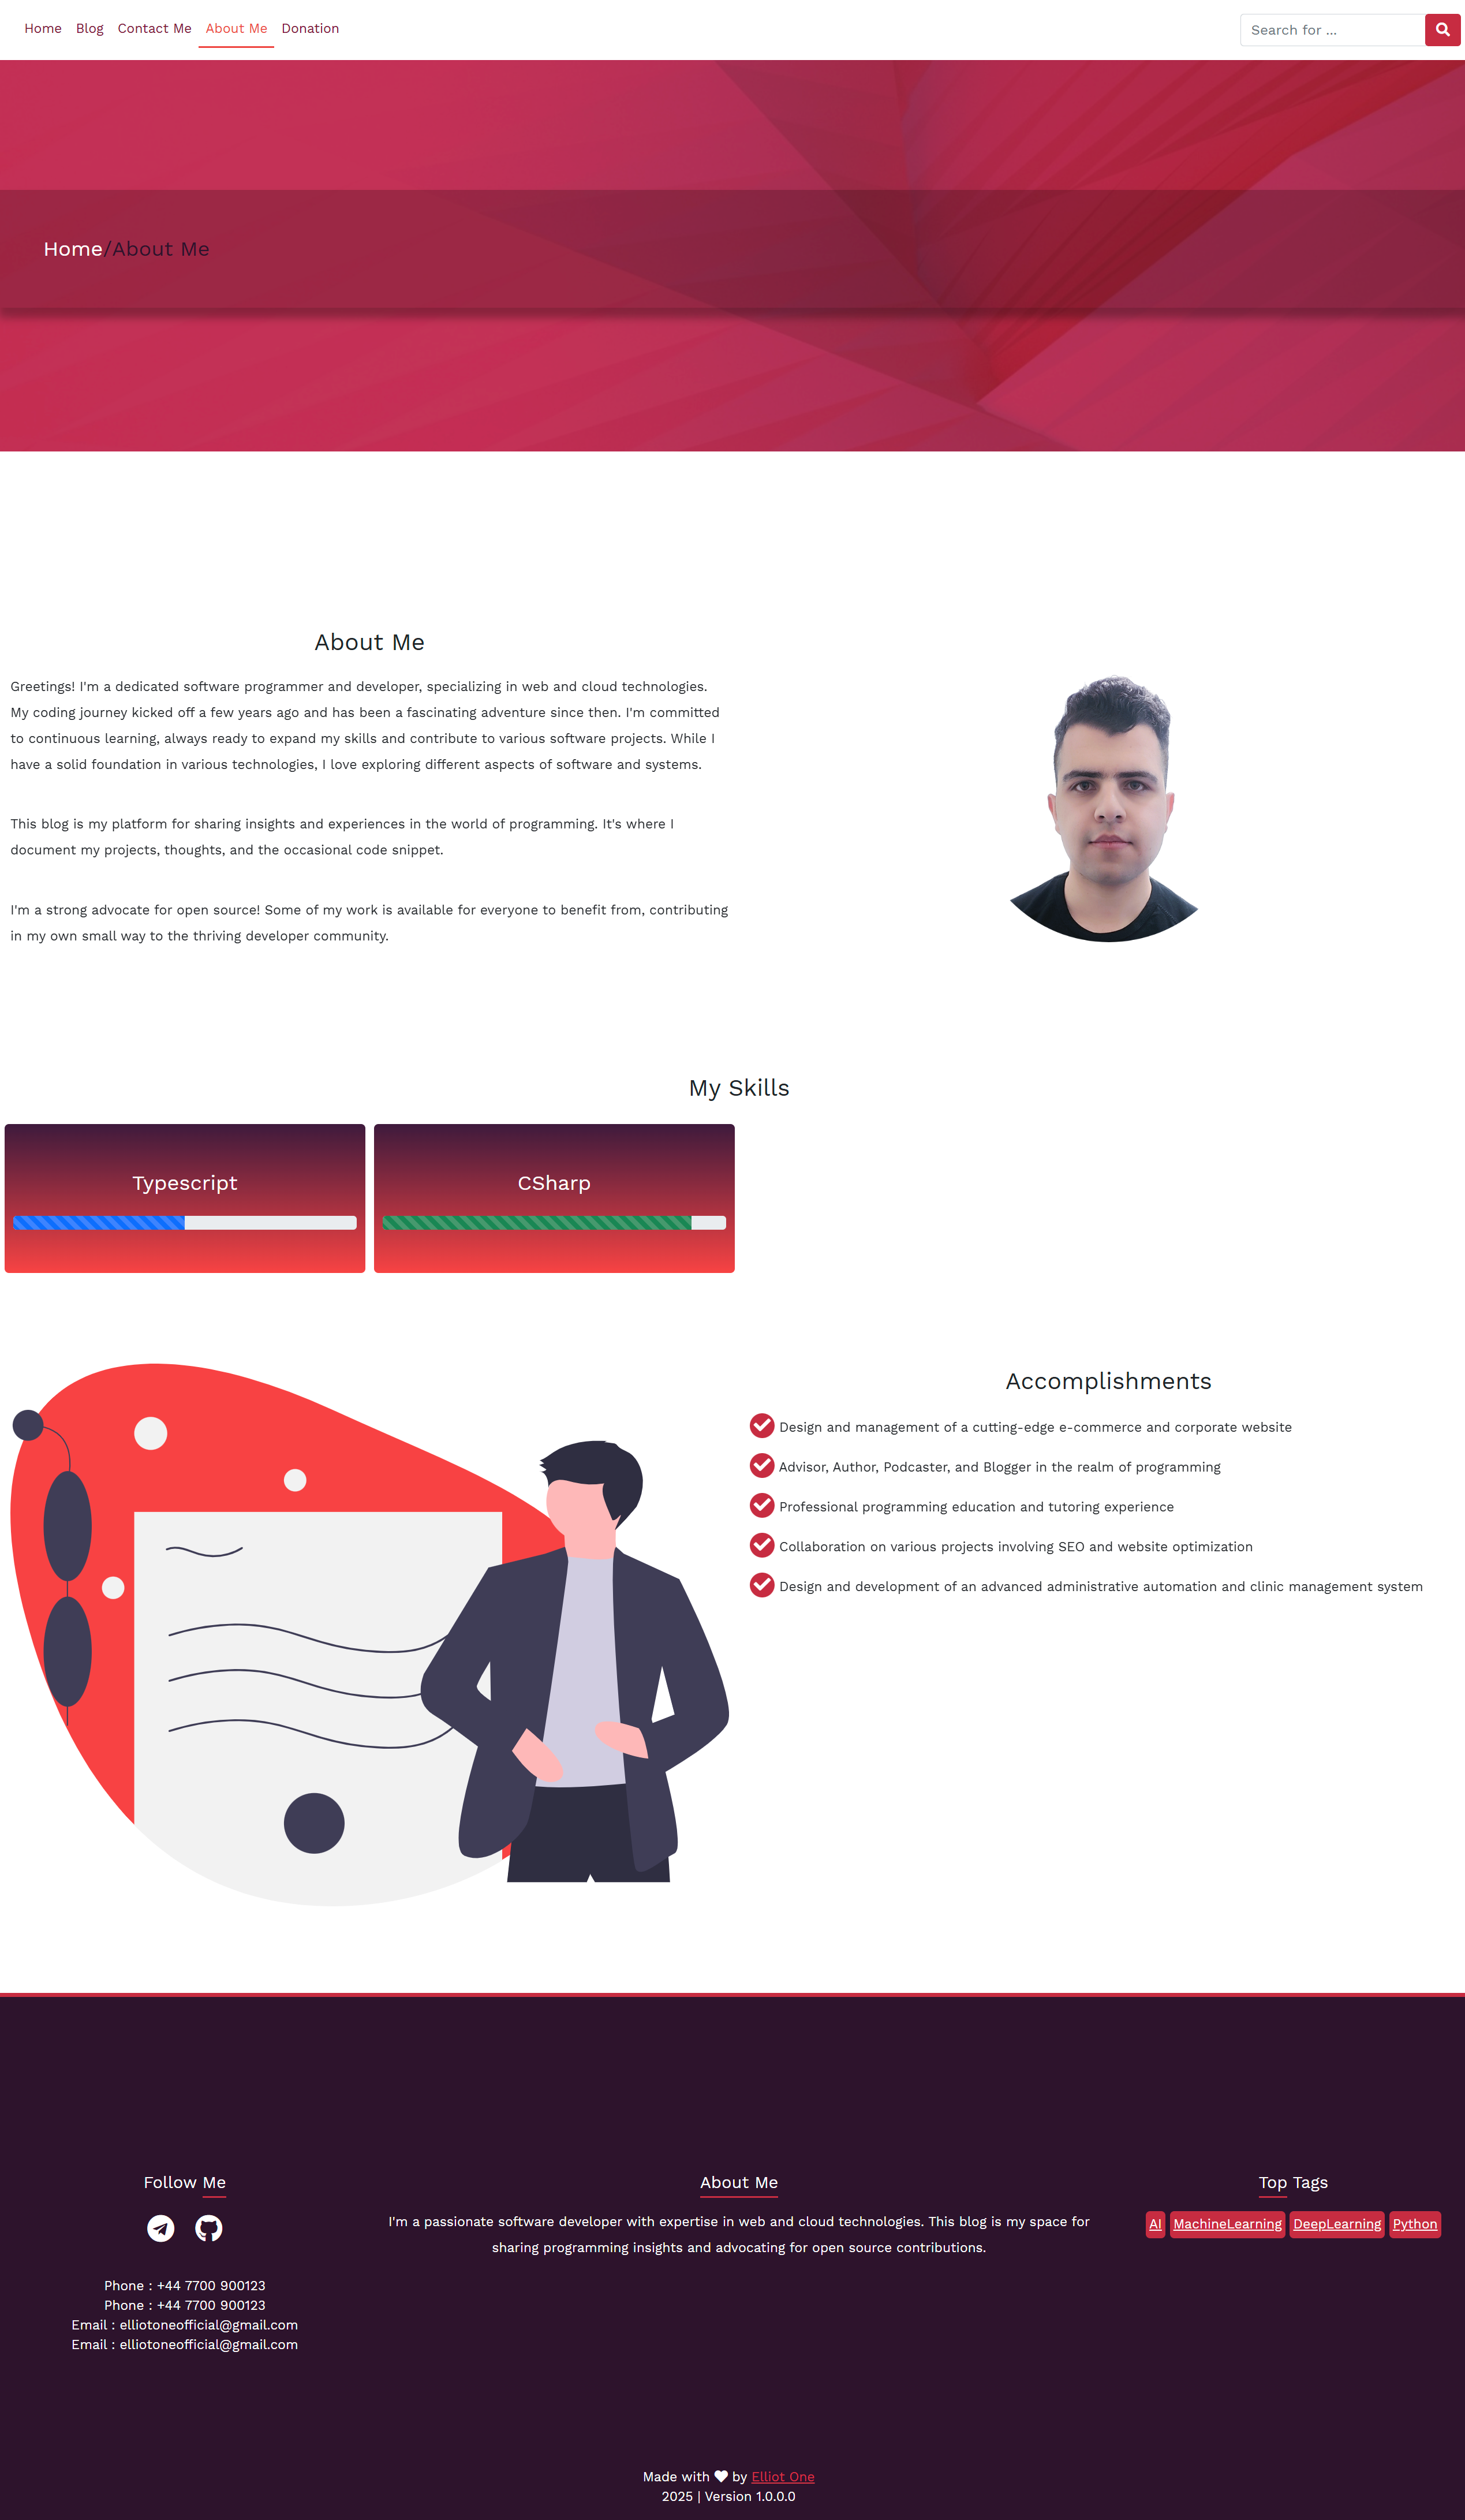 Home Blog Contact Me About Me Donation
Search for ...
Home/About Me
About Me
Greetings! I'm a dedicated software programmer and developer, specializing in web and cloud technologies.
My coding journey kicked off a few years ago and has been a fascinating adventure since then. I'm committed
to continuous learning, always ready to expand my skills and contribute to various software projects. While I
have a solid foundation in various technologies, I love exploring different aspects of software and systems.
This blog is my platform for sharing insights and experiences in the world of programming. It's where I
document my projects, thoughts, and the occasional code snippet.
I'm a strong advocate for open source! Some of my work is available for everyone to benefit from, contributing
in my own small way to the thriving developer community.
My Skills
Typescript
CSharp
Accomplishments
Design and management of a cutting-edge e-commerce and corporate website
Advisor, Author, Podcaster, and Blogger in the realm of programming
Professional programming education and tutoring experience
Collaboration on various projects involving SEO and website optimization
Design and development of an advanced administrative automation and clinic management system
Follow Me
Phone : +44 7700 900123
Phone : +44 7700 900123
Email : elliotoneofficial@gmail.com
Email : elliotoneofficial@gmail.com
About Me
I'm a passionate software developer with expertise in web and cloud technologies. This blog is my space for
sharing programming insights and advocating for open source contributions.
Top Tags
AI MachineLearning DeepLearning Python
Made with by Elliot One
2025 | Version 1.0.0.0